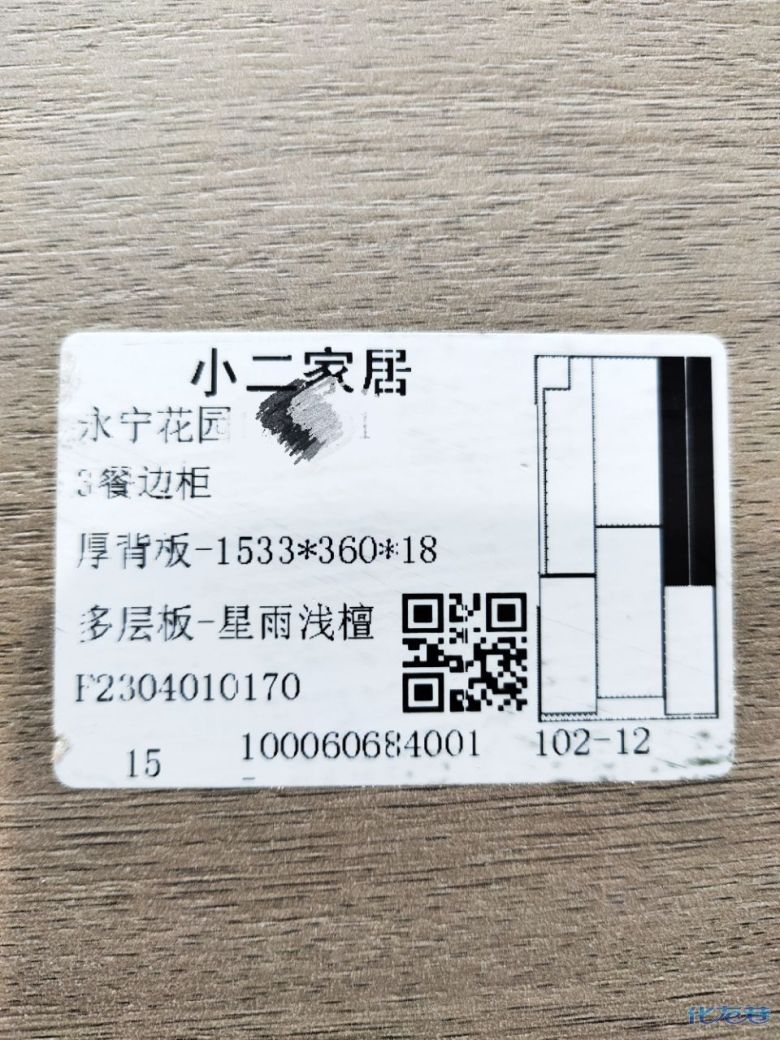 小二家居
永宁花园
3餐边柜
厚背板-1533*360*18
多层板-星雨浅檀
F2304010170
15 100060684001 102-12